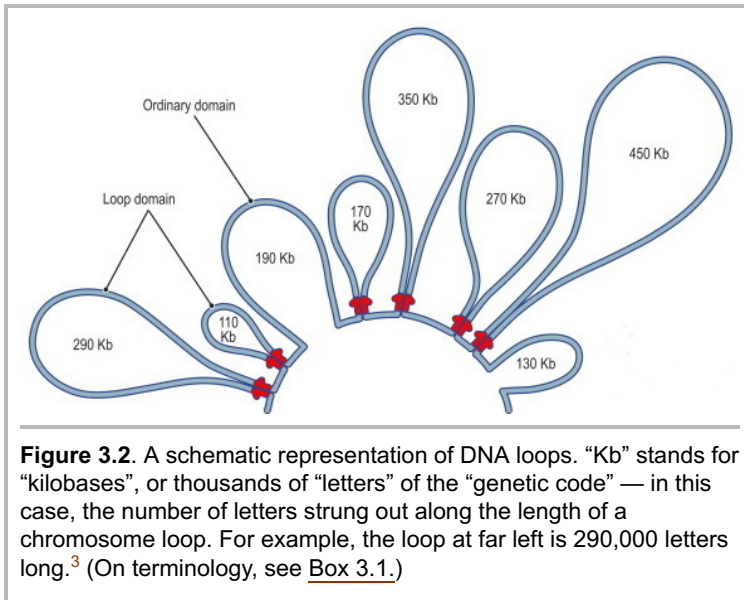 350 Kb
Ordinary domain
450 Kb
Loop domain
170
Kb
270 Kb
190 Kb
110
Kb
290 Kb
130 Kb
Figure 3.2. A schematic representation of DNA loops. “Kb” stands for
“kilobases”, or thousands of “letters” of the “genetic code” — in this
case, the number of letters strung out along the length of a
chromosome loop. For example, the loop at far left is 290,000 letters
long.3 (On terminology, see Box 3.1.)